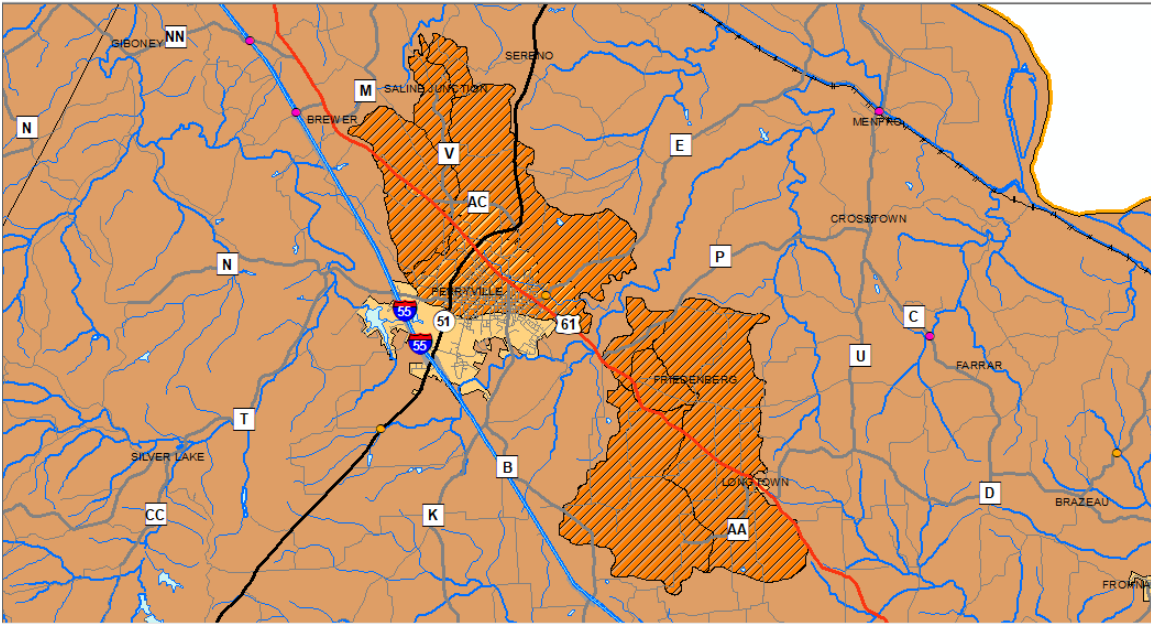 GIBONEY
NN
SERENO
M
SALINE JUNCTION
BREWER
MENFRO
N
E
V
AC
CROSSTOWN
P
N
PERRYVILLE
55
51
61
C
55
U
FARRAR
FRIEDENBERG
T
SILVER LAKE
B
LONGTOWN
D
BRAZEAU
CC
K
AA